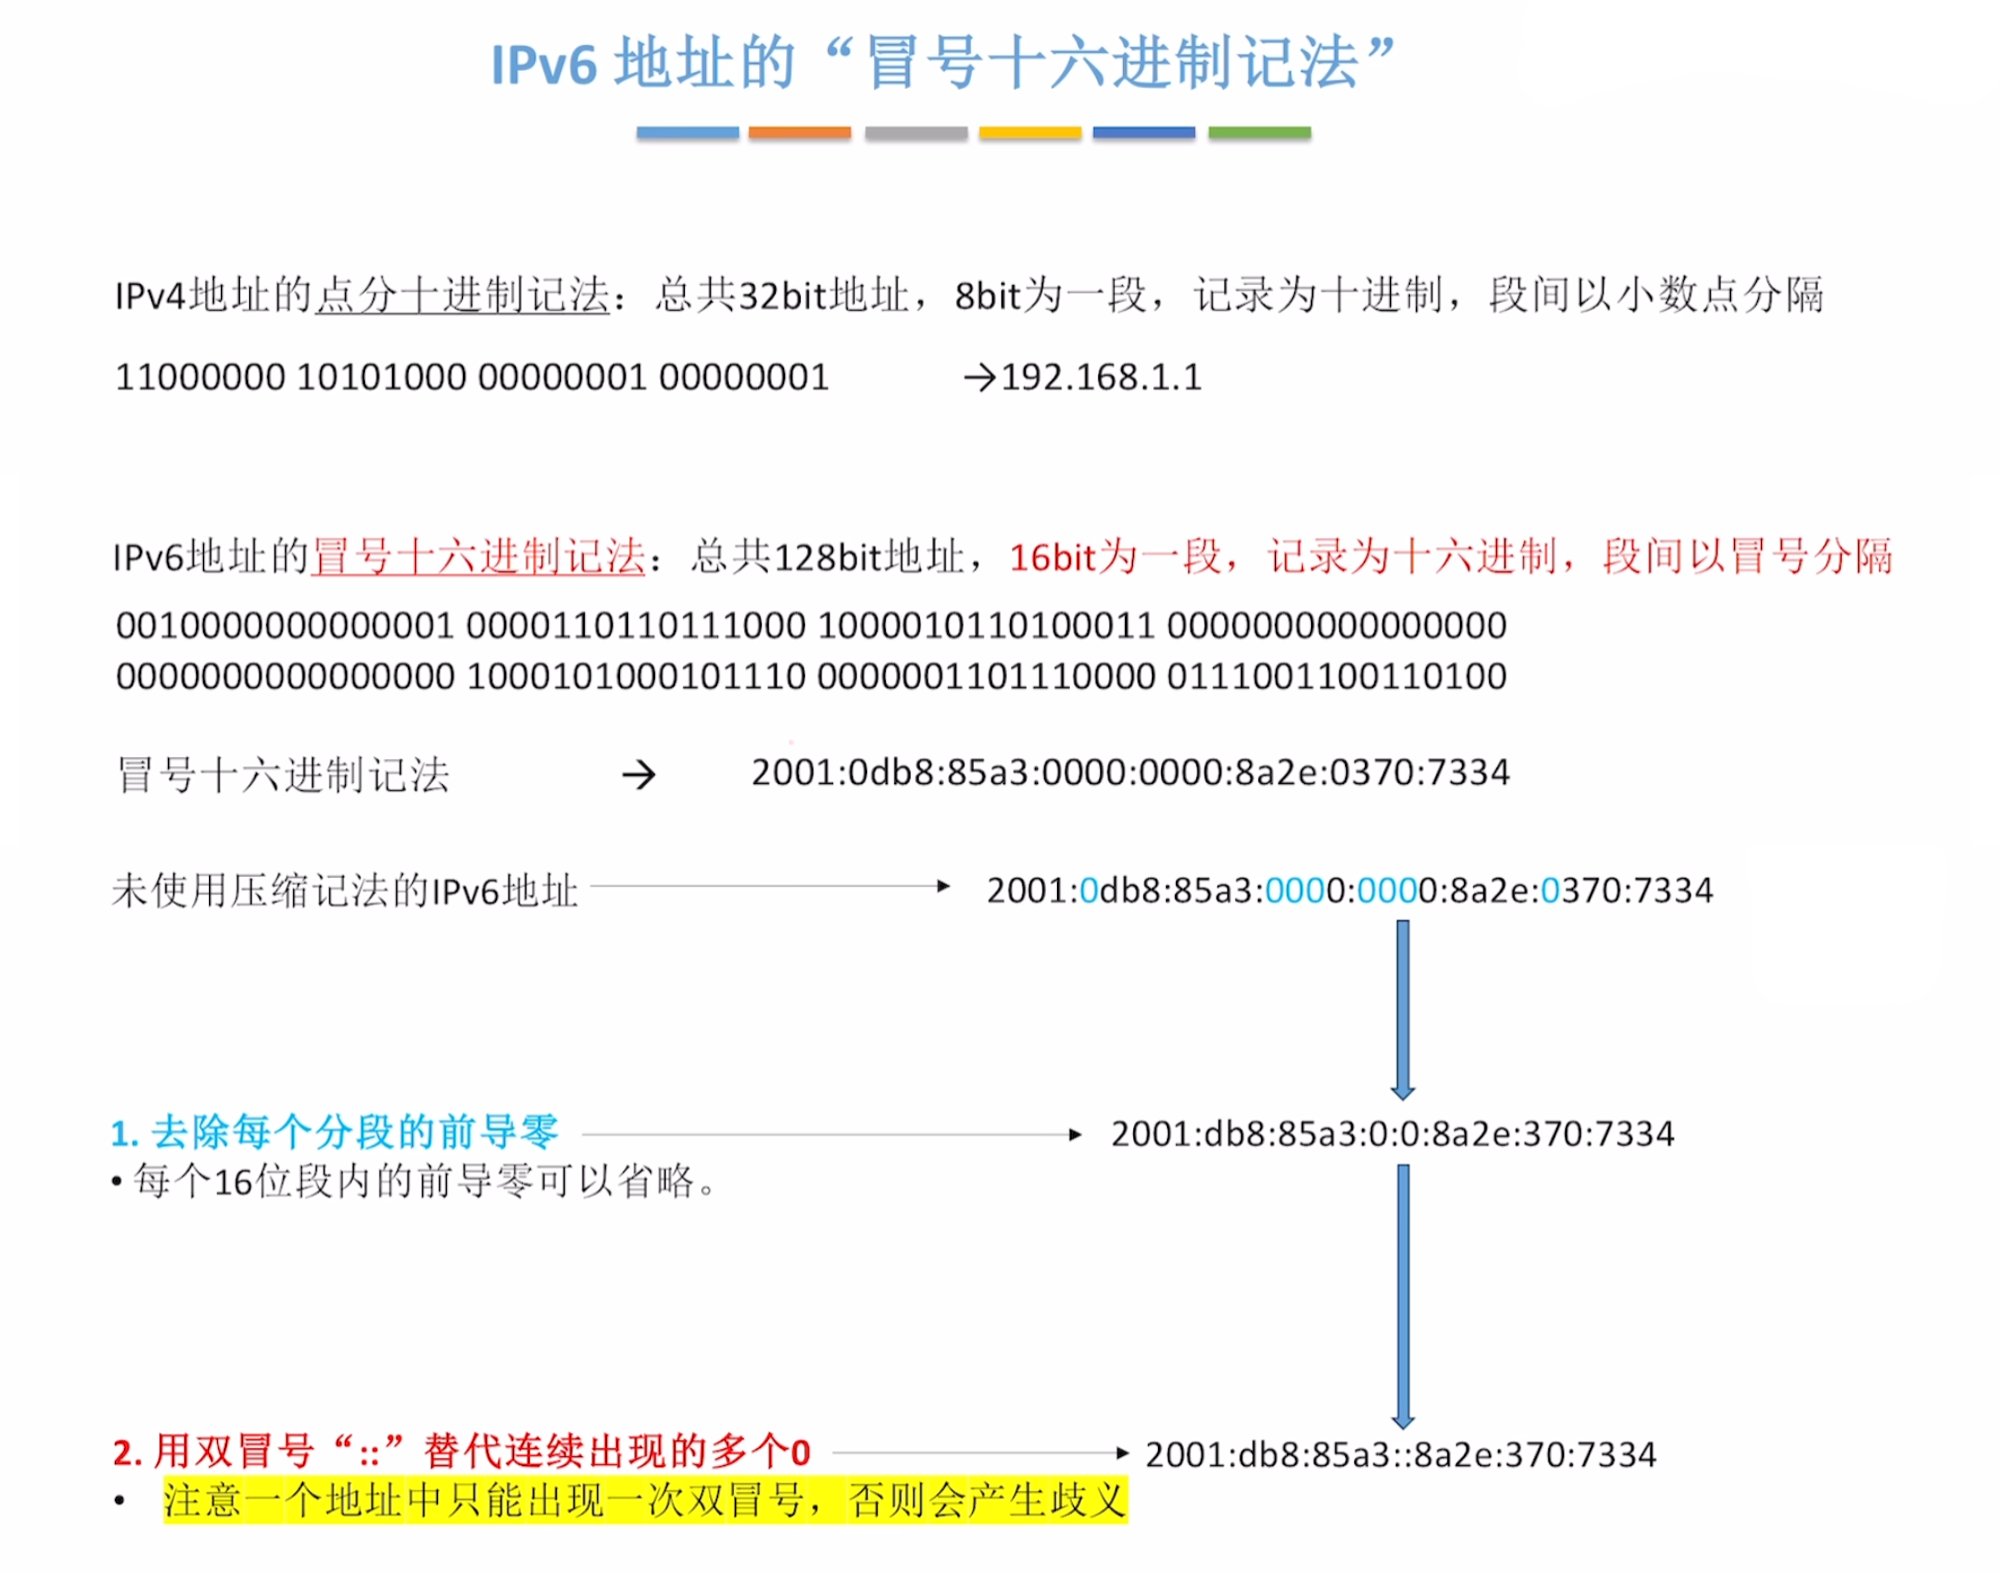 IPv6 地址的“冒号十六进制记法”
IPv4地址的点分十进制记法：总共32bit地址，8bit为一段，记录为十进制，段间以小数点分隔
11000000 10101000 00000001 00000001 →192.168.1.1
IPv6地址的冒号十六进制记法：总共128bit地址，16bit为一段，记录为十六进制，段间以冒号分隔
0010000000000001 0000110110111000 1000010110100011 0000000000000000
0000000000000000 1000101000101110 0000001101110000 0111001100110100
冒号十六进制记法 → 2001:0db8:85a3:0000:0000:8a2e:0370:7334
未使用压缩记法的IPv6地址 2001:0db8:85a3:0000:0000:8a2e:0370:7334
1. 去除每个分段的前导零 2001:db8:85a3:0:0:8a2e:370:7334
• 每个16位段内的前导零可以省略。
2. 用双冒号“::”替代连续出现的多个0 2001:db8:85a3::8a2e:370:7334
• 注意一个地址中只能出现一次双冒号，否则会产生歧义